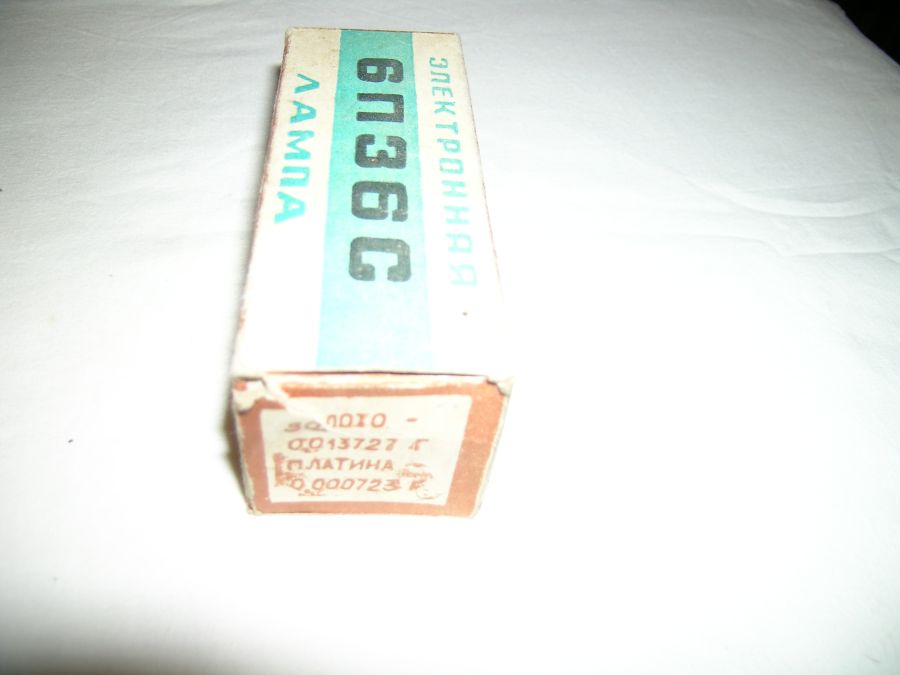 ЭЛЕКТРОННАЯ
6П36С
ЛАМПА
ЗОЛОТО -
0.013727 Г
ПЛАТИНА -
0.000723 Г